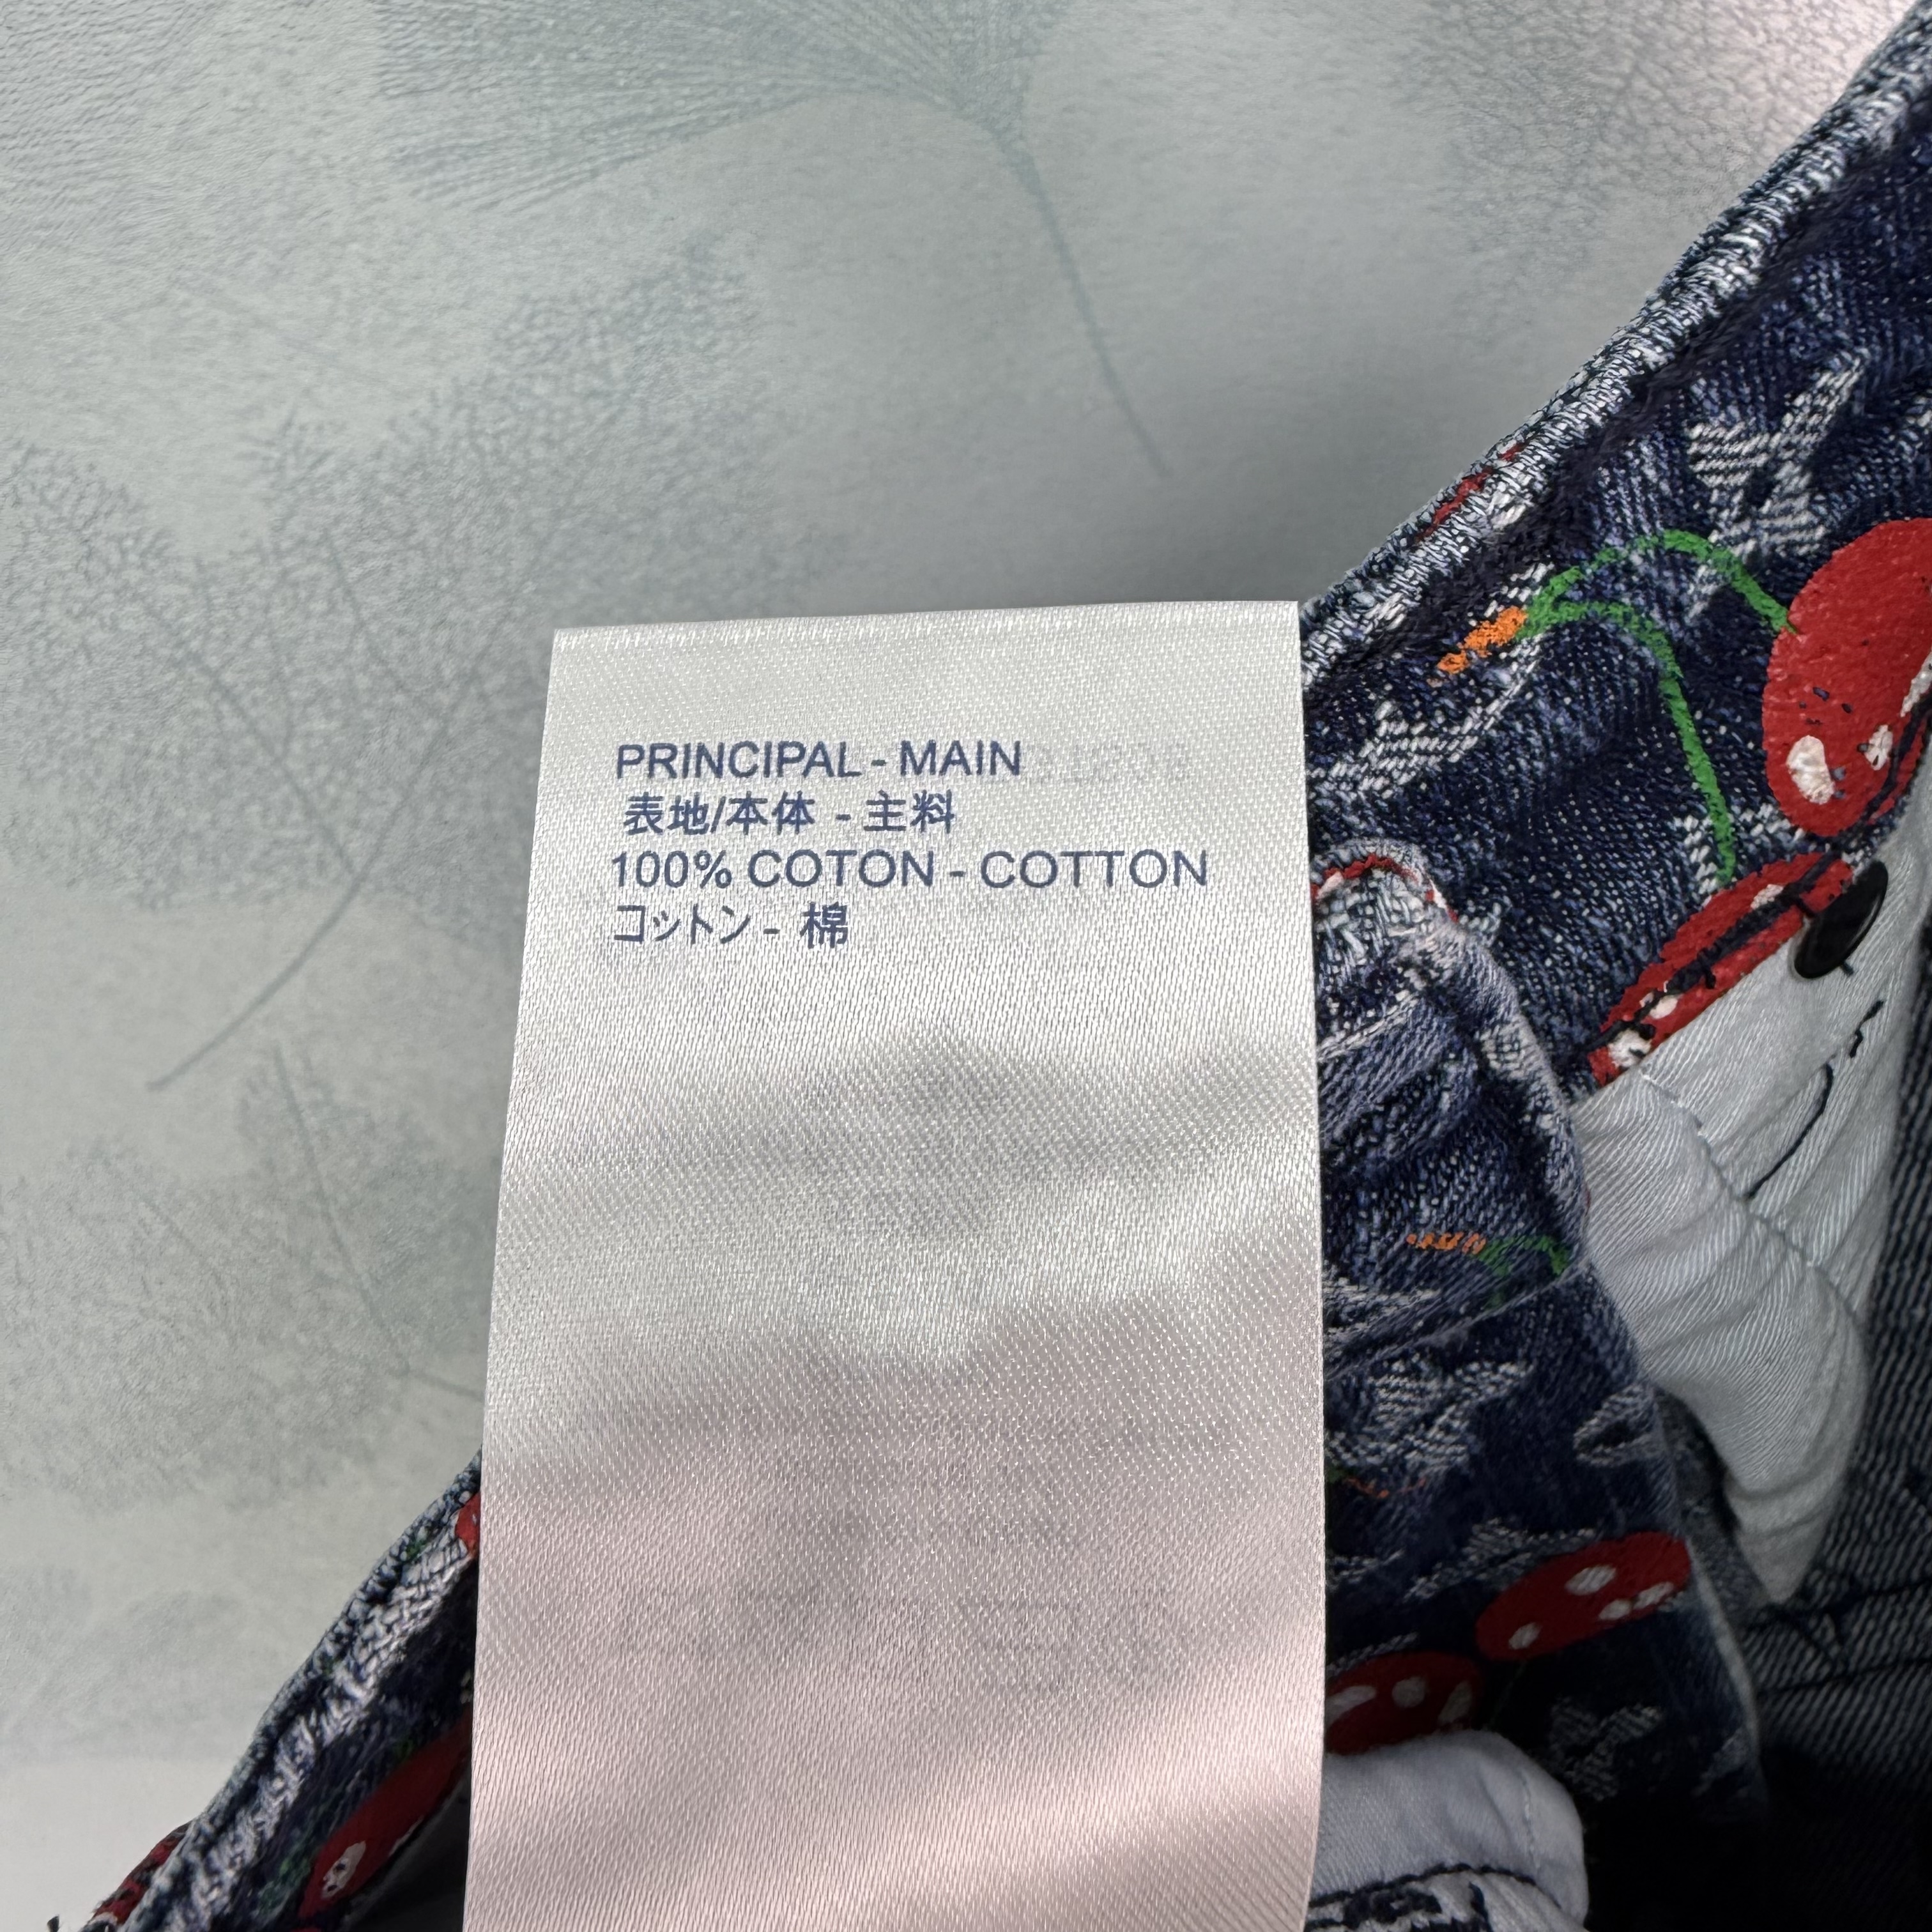 PRINCIPAL - MAIN
表地/本体 - 主料
100% COTON - COTTON
コットン - 棉